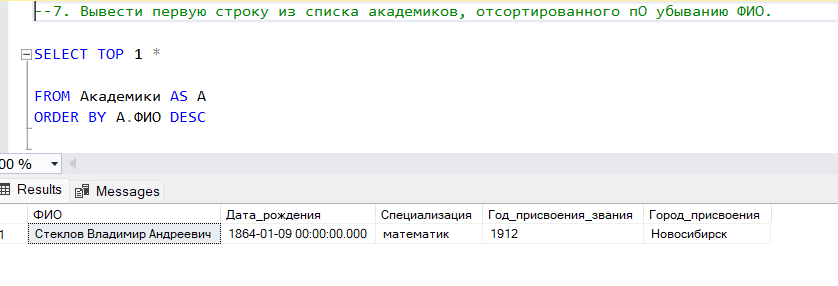 --7. Вывести первую строку из списка академиков, отсортированного пО убыванию ФИО.
SELECT TOP 1 *
FROM Академики AS A
ORDER BY А.ФИО DESC
00 %
Results Messages
ФИО Дата_рождения Специализация Год_присвоения_звания Город_присвоения
1 Стеклов Владимир Андреевич 1864-01-09 00:00:00.000 математик 1912 Новосибирск